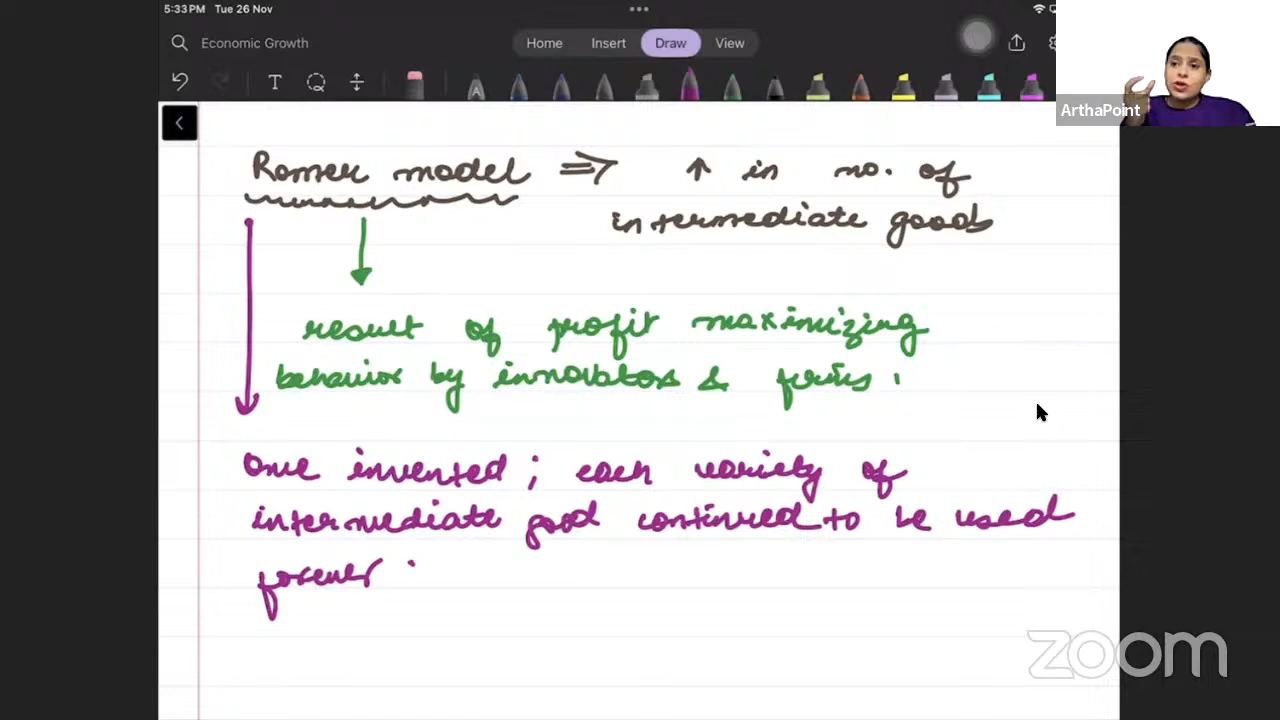 5:33PM Tue 26 Nov
Economic Growth
Home Insert Draw View
T
A
ArthaPoint
Romer model ⇒ ↑ in no. of
intermediate goods
result of profit maximizing
behavior by innovators & firms.
Once invented; each variety of
intermediate good continued to be used
forever.
zoom